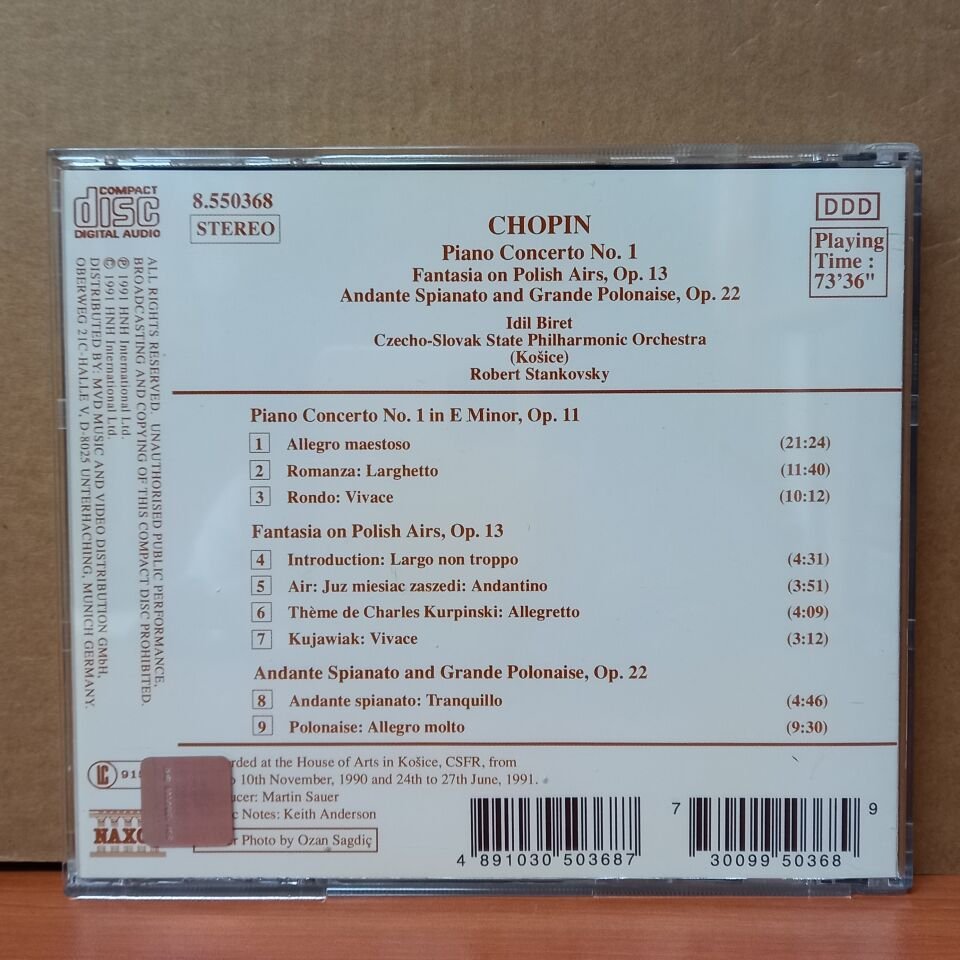 COMPACT
disc
DIGITAL AUDIO
8.550368
STEREO
DDD
Playing
Time :
73'36"
CHOPIN
Piano Concerto No. 1
Fantasia on Polish Airs, Op. 13
Andante Spianato and Grande Polonaise, Op. 22
Idil Biret
Czecho-Slovak State Philharmonic Orchestra
(Košice)
Robert Stankovsky
Piano Concerto No. 1 in E Minor, Op. 11
1 Allegro maestoso (21:24)
2 Romanza: Larghetto (11:40)
3 Rondo: Vivace (10:12)
Fantasia on Polish Airs, Op. 13
4 Introduction: Largo non troppo (4:31)
5 Air: Juz miesiac zaszedi: Andantino (3:51)
6 Thème de Charles Kurpinski: Allegretto (4:09)
7 Kujawiak: Vivace (3:12)
Andante Spianato and Grande Polonaise, Op. 22
8 Andante spianato: Tranquillo (4:46)
9 Polonaise: Allegro molto (9:30)
at the House of Arts in Košice, CSFR, from
10th November, 1990 and 24th to 27th June, 1991.
Martin Sauer
Notes: Keith Anderson
Photo by Ozan Sagdiç
ALL RIGHTS RESERVED. UNAUTHORISED PUBLIC PERFORMANCE,
BROADCASTING AND COPYING OF THIS COMPACT DISC PROHIBITED.
℗ 1991 HNH International Ltd.
© 1991 HNH International Ltd.
DISTRIBUTED BY: MVD MUSIC AND VIDEO DISTRIBUTION GMbH,
OBERWEG 21C-HALLE V, D-8025 UNTERHACHING, MUNICH GERMANY.
LC
NAXO
4 891030 503687
7 30099 50368 9